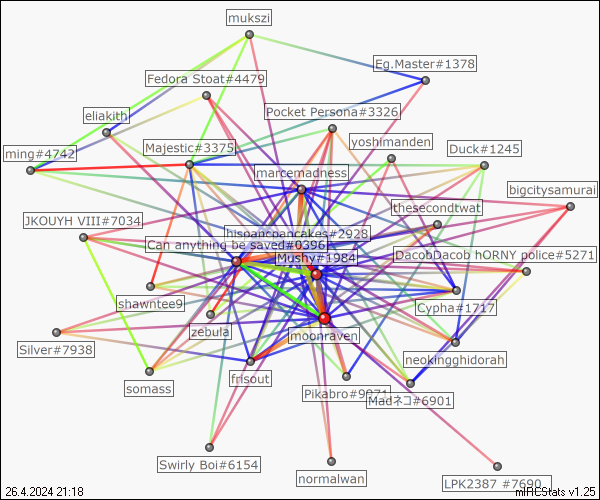 mukszi
Eg.Master#1378
Fedora Stoat#4479
Pocket Persona#3326
eliakith
yoshimanden
Majestic#3375
Duck#1245
ming#4742
marcemadness
bigcitysamurai
thesecondtwat
JKOUYH VIII#7034
hispancpancakes#2928
Can anything be saved#0396
DacobDacob hORNY police#5271
Mushy#1984
shawntee9
Cypha#1717
zebula
moonraven
Silver#7938
neokingghidorah
frisout
somass
Pikabro#9071
Madネコ#6901
Swirly Boi#6154
normalwan
LPK2387 #7690
26.4.2024 21:18
mIRCStats v1.25